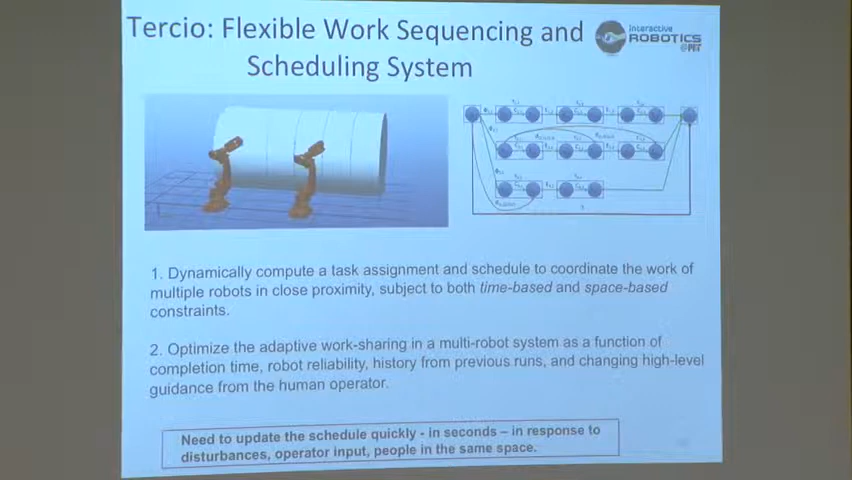 Tercio: Flexible Work Sequencing and
Scheduling System
Interactive
ROBOTICS
@MIT
1. Dynamically compute a task assignment and schedule to coordinate the work of
multiple robots in close proximity, subject to both time-based and space-based
constraints.
2. Optimize the adaptive work-sharing in a multi-robot system as a function of
completion time, robot reliability, history from previous runs, and changing high-level
guidance from the human operator.
Need to update the schedule quickly - in seconds – in response to
disturbances, operator input, people in the same space.